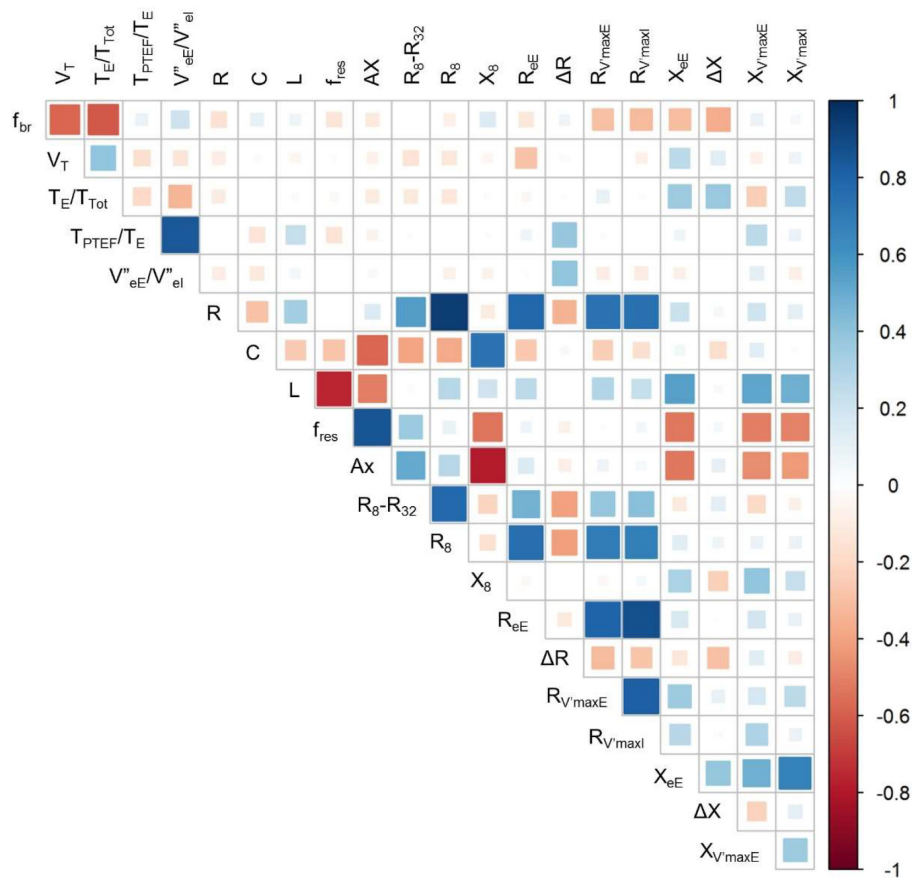 V_T T_E/T_Tot T_PTEF/T_E V"_eE/V"_eI R C L f_res AX R_8-R_32 R_8 X_8 R_eE ΔR R_V'maxE R_V'maxI X_eE ΔX X_V'maxE X_V'maxI
f_br
V_T
T_E/T_Tot
T_PTEF/T_E
V"_eE/V"_eI
R
C
L
f_res
Ax
R_8-R_32
R_8
X_8
R_eE
ΔR
R_V'maxE
R_V'maxI
X_eE
ΔX
X_V'maxE
1
0.8
0.6
0.4
0.2
0
-0.2
-0.4
-0.6
-0.8
-1